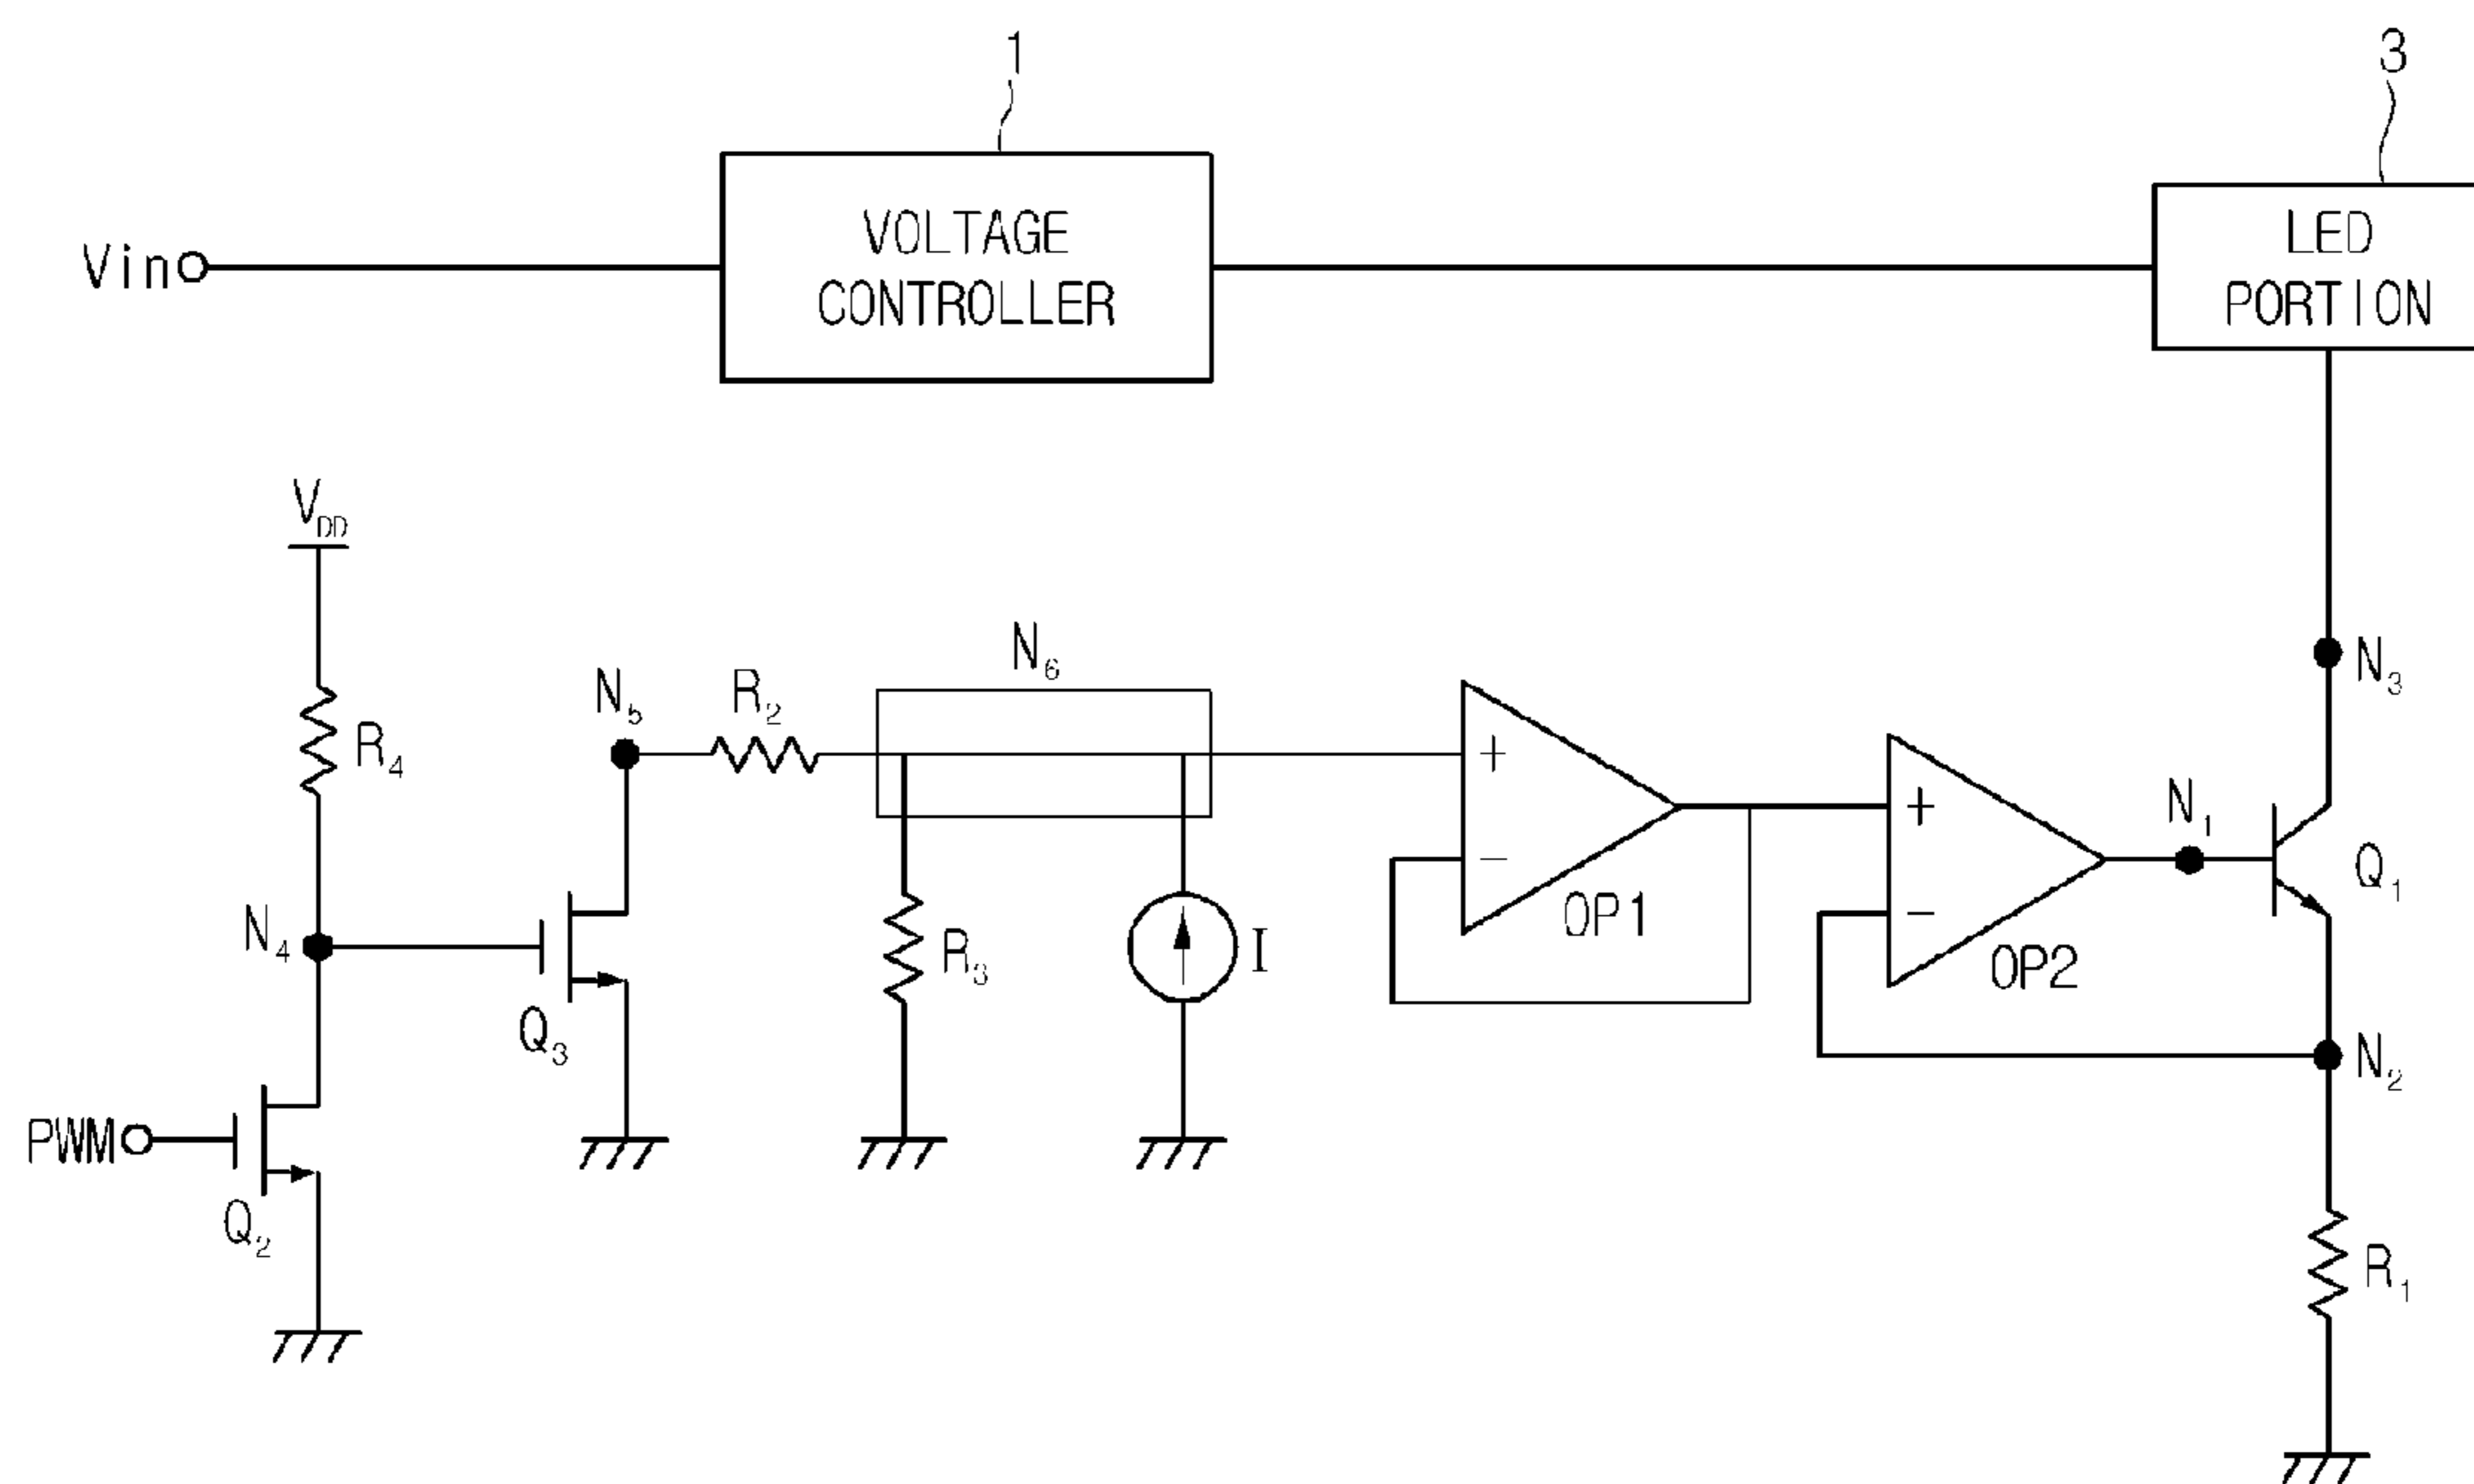 1
3
VOLTAGE
CONTROLLER
LED
PORTION
Vin
VDD
R4
N4
PWM
Q2
N5
Q3
R2
N6
R3
I
+
−
OP1
+
−
OP2
N1
N3
Q1
N2
R1